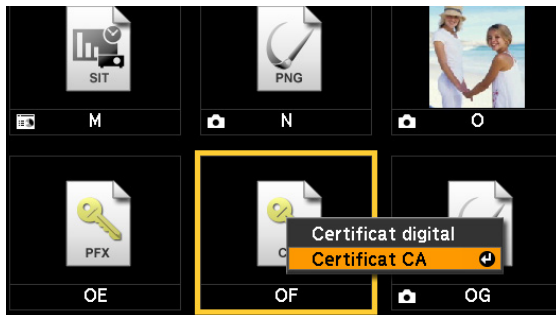 SIT
PNG
M
N
O
PFX
Certificat digital
Certificat CA
OE
OF
OG